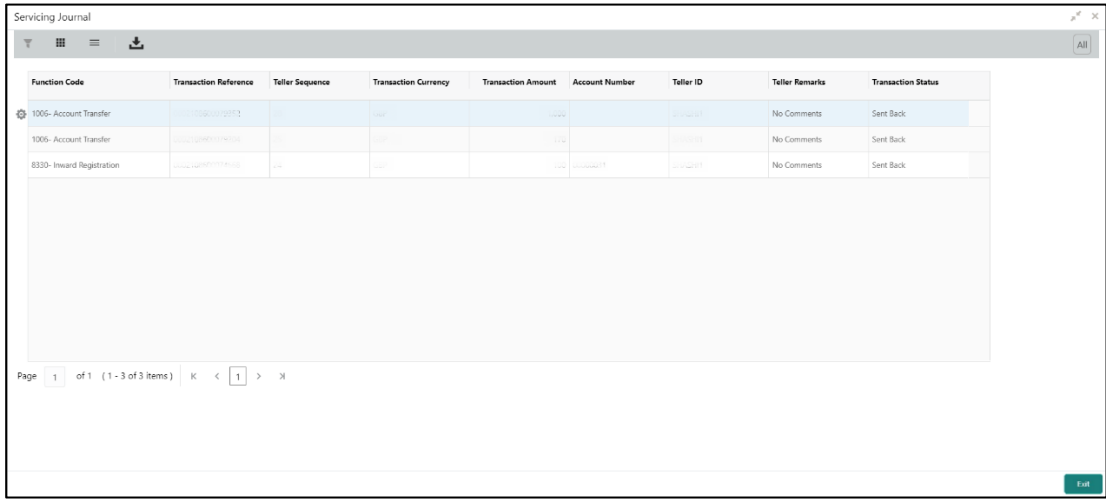 Servicing Journal
All
Function Code Transaction Reference Teller Sequence Transaction Currency Transaction Amount Account Number Teller ID Teller Remarks Transaction Status
1006- Account Transfer No Comments Sent Back
1006- Account Transfer No Comments Sent Back
8330- Inward Registration No Comments Sent Back
Page 1 of 1 (1 - 3 of 3 items) 1
Exit